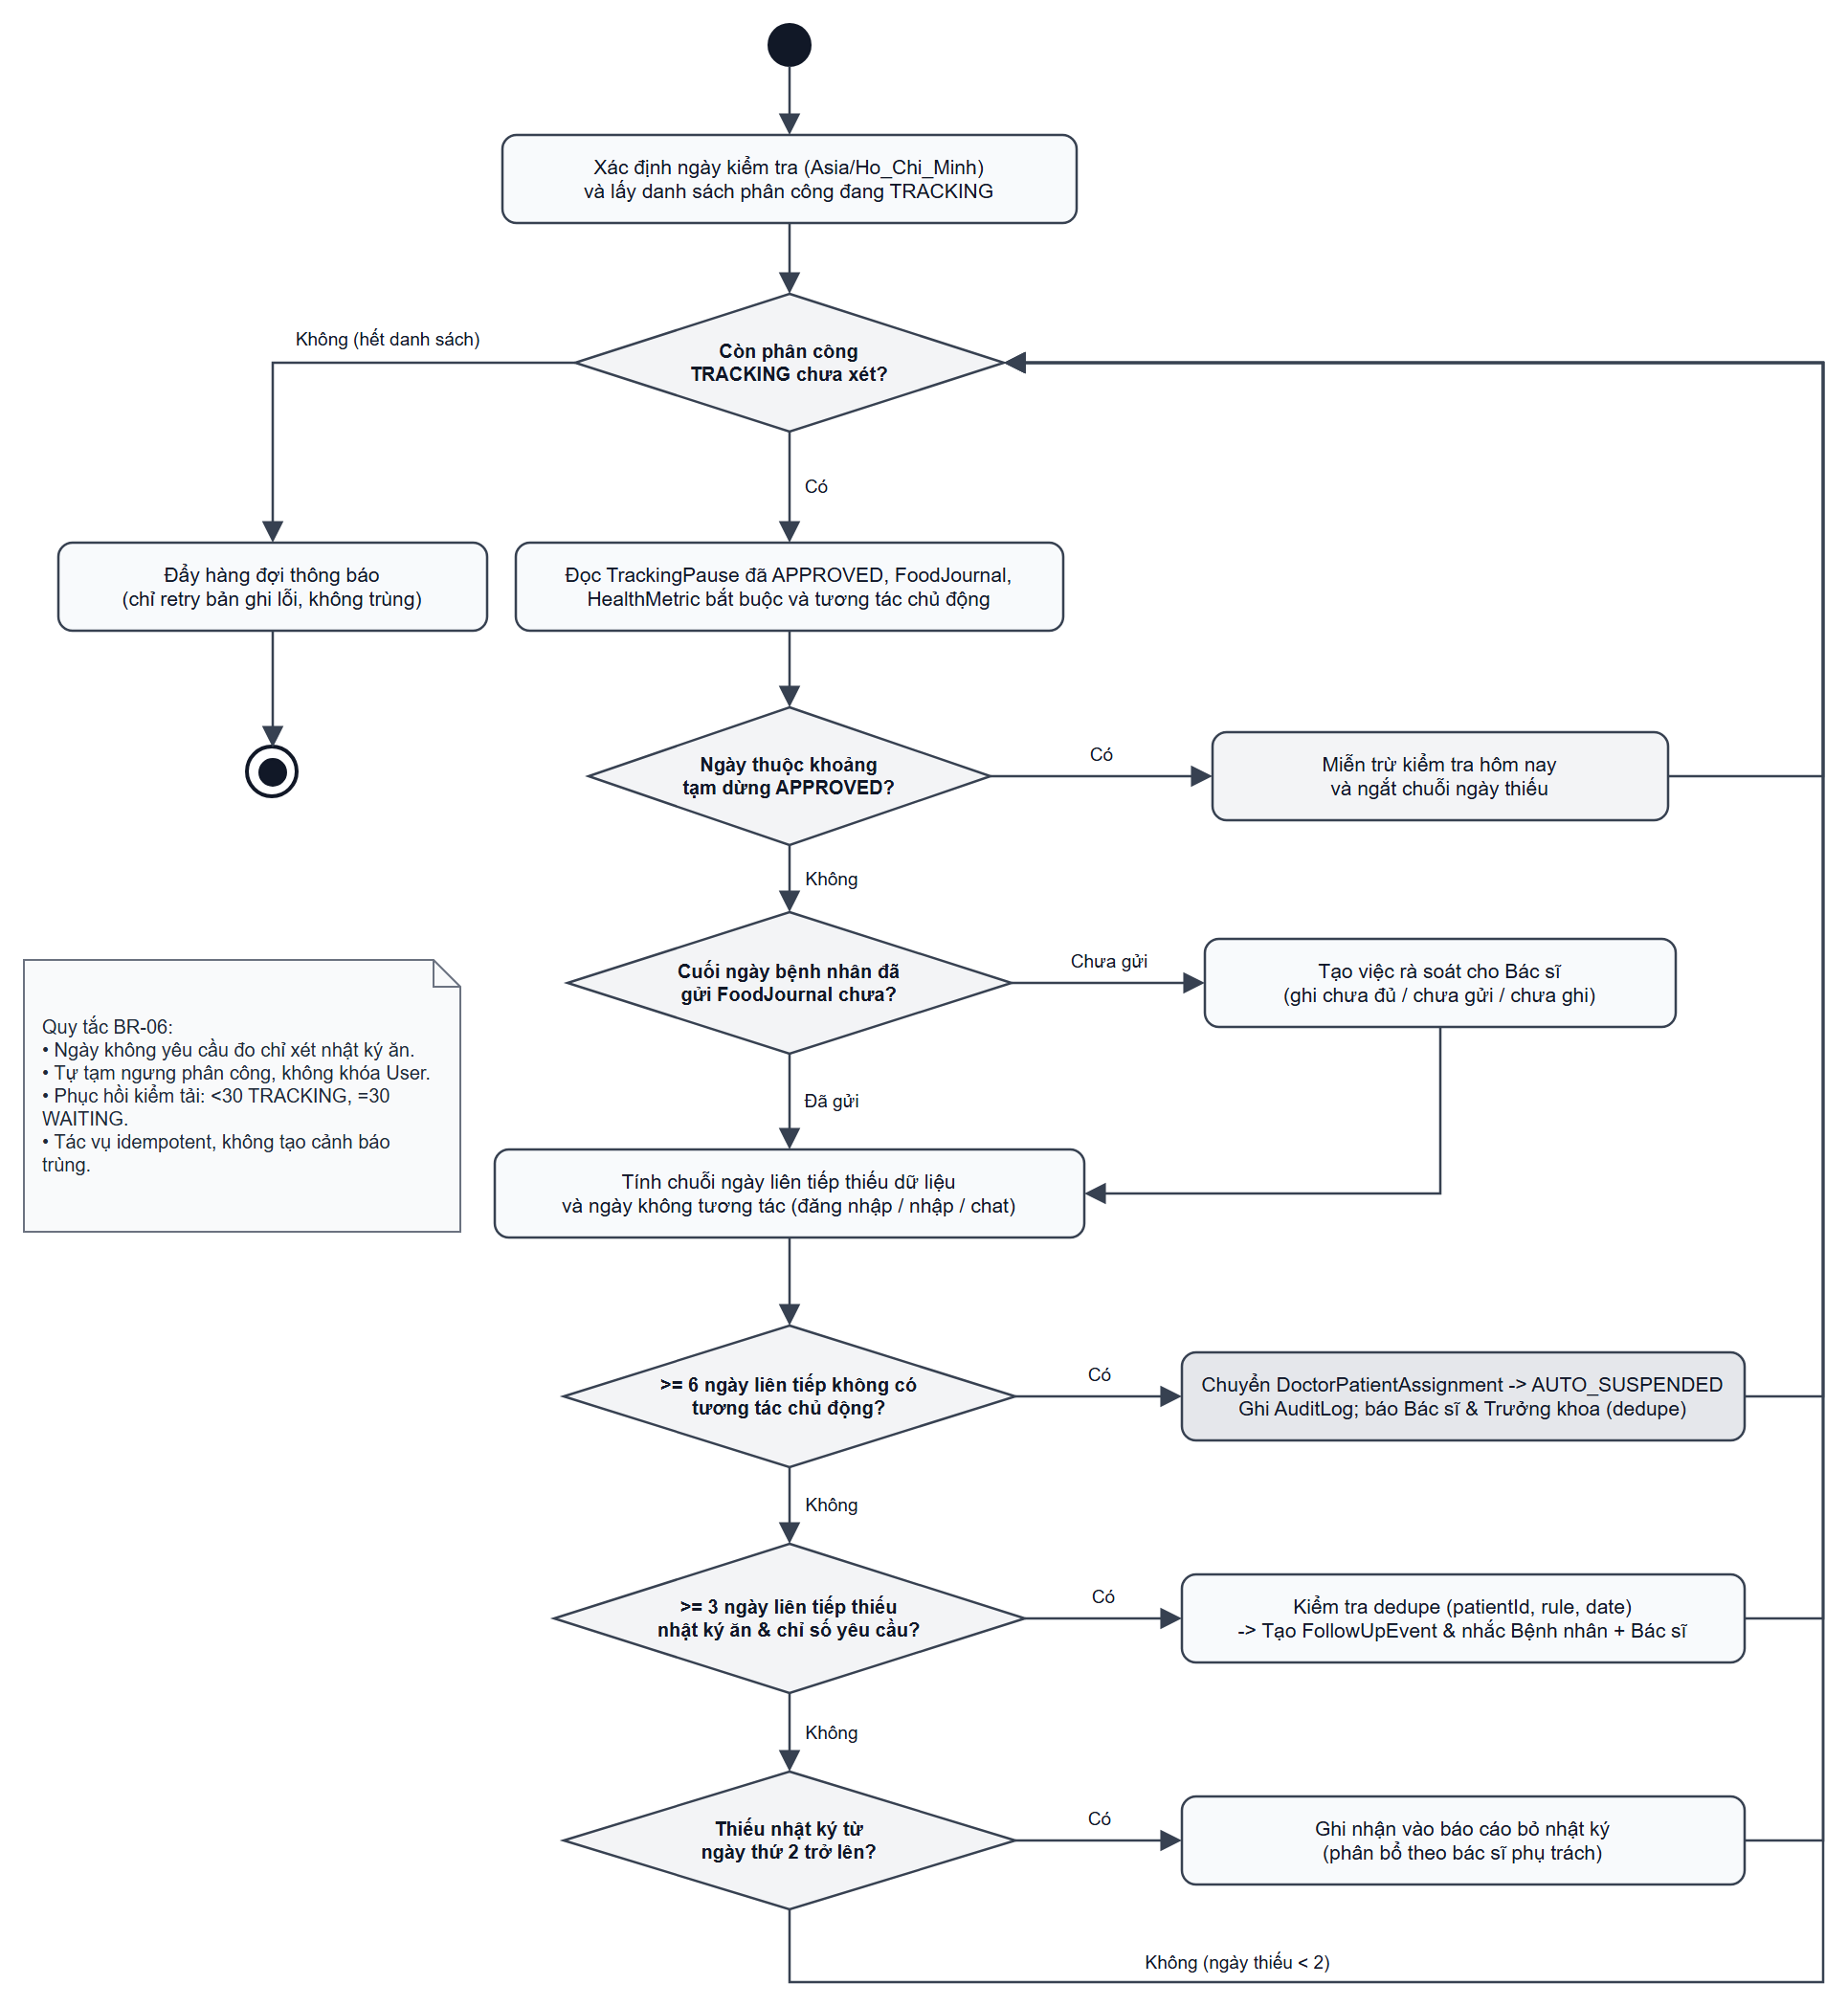 Xác định ngày kiểm tra (Asia/Ho_Chi_Minh)
và lấy danh sách phân công đang TRACKING
Không (hết danh sách)
Còn phân công
TRACKING chưa xét?
Có
Đẩy hàng đợi thông báo
(chỉ retry bản ghi lỗi, không trùng)
Đọc TrackingPause đã APPROVED, FoodJournal,
HealthMetric bắt buộc và tương tác chủ động
Ngày thuộc khoảng
tạm dừng APPROVED?
Có
Miễn trừ kiểm tra hôm nay
và ngắt chuỗi ngày thiếu
Không
Cuối ngày bệnh nhân đã
gửi FoodJournal chưa?
Chưa gửi
Tạo việc rà soát cho Bác sĩ
(ghi chưa đủ / chưa gửi / chưa ghi)
Quy tắc BR-06:
• Ngày không yêu cầu đo chỉ xét nhật ký ăn.
• Tự tạm ngưng phân công, không khóa User.
• Phục hồi kiểm tải: <30 TRACKING, =30
WAITING.
• Tác vụ idempotent, không tạo cảnh báo
trùng.
Đã gửi
Tính chuỗi ngày liên tiếp thiếu dữ liệu
và ngày không tương tác (đăng nhập / nhập / chat)
>= 6 ngày liên tiếp không có
tương tác chủ động?
Có
Chuyển DoctorPatientAssignment -> AUTO_SUSPENDED
Ghi AuditLog; báo Bác sĩ & Trưởng khoa (dedupe)
Không
>= 3 ngày liên tiếp thiếu
nhật ký ăn & chỉ số yêu cầu?
Có
Kiểm tra dedupe (patientId, rule, date)
-> Tạo FollowUpEvent & nhắc Bệnh nhân + Bác sĩ
Không
Thiếu nhật ký từ
ngày thứ 2 trở lên?
Có
Ghi nhận vào báo cáo bỏ nhật ký
(phân bổ theo bác sĩ phụ trách)
Không (ngày thiếu < 2)